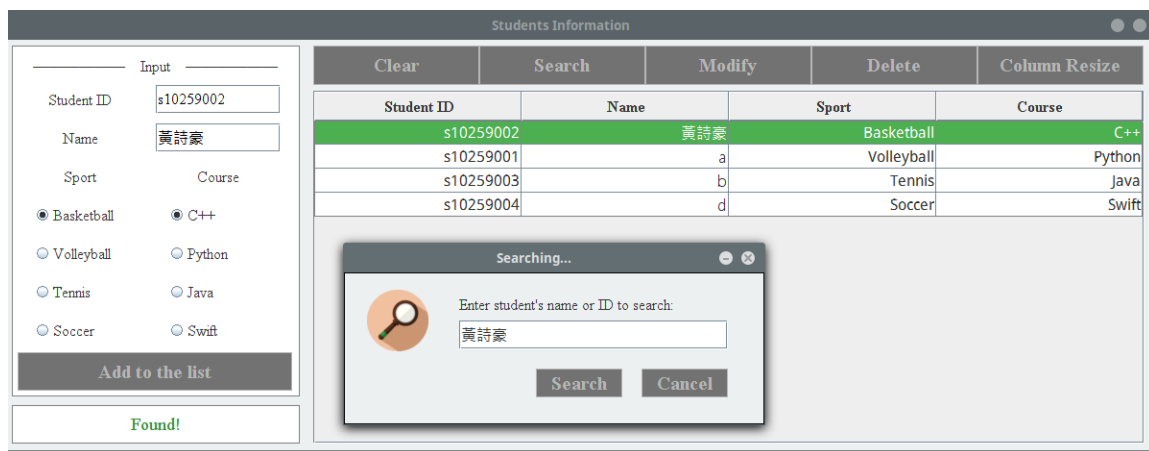 Students Information
Input
Student ID s10259002
Name 黃詩豪
Sport Course
Basketball C++
Volleyball Python
Tennis Java
Soccer Swift
Add to the list
Found!
Clear Search Modify Delete Column Resize
Student ID Name Sport Course
s10259002 黃詩豪 Basketball C++
s10259001 a Volleyball Python
s10259003 b Tennis Java
s10259004 d Soccer Swift
Searching...
Enter student's name or ID to search:
黃詩豪
Search Cancel